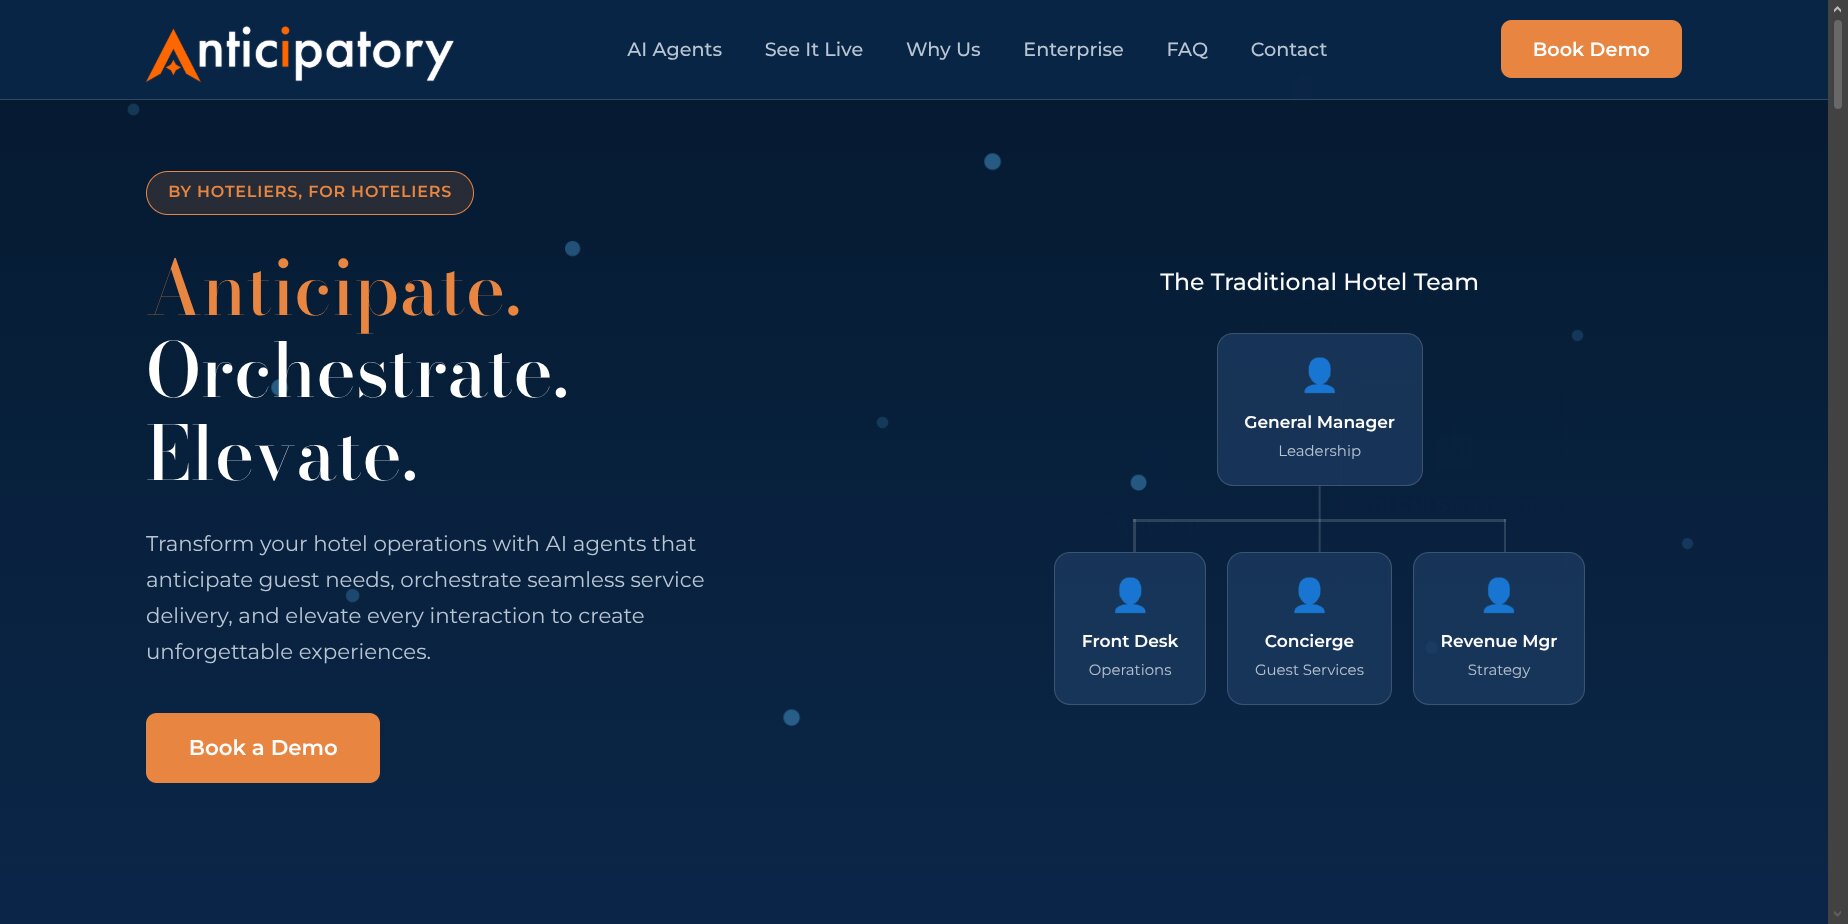 Anticipatory
AI Agents
See It Live
Why Us
Enterprise
FAQ
Contact
Book Demo
BY HOTELIERS, FOR HOTELIERS
Anticipate.
Orchestrate.
Elevate.
Transform your hotel operations with AI agents that
anticipate guest needs, orchestrate seamless service
delivery, and elevate every interaction to create
unforgettable experiences.
Book a Demo
The Traditional Hotel Team
General Manager
Leadership
Front Desk
Operations
Concierge
Guest Services
Revenue Mgr
Strategy